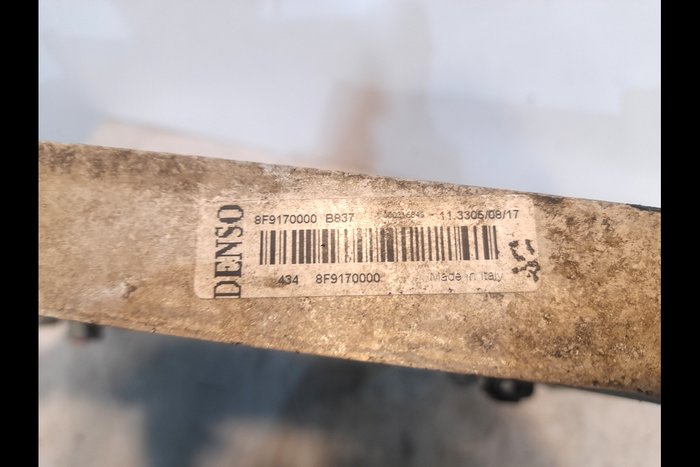 DENSO
8F9170000 B837 11.3305/08/17
434 8F9170000 Made in Italy